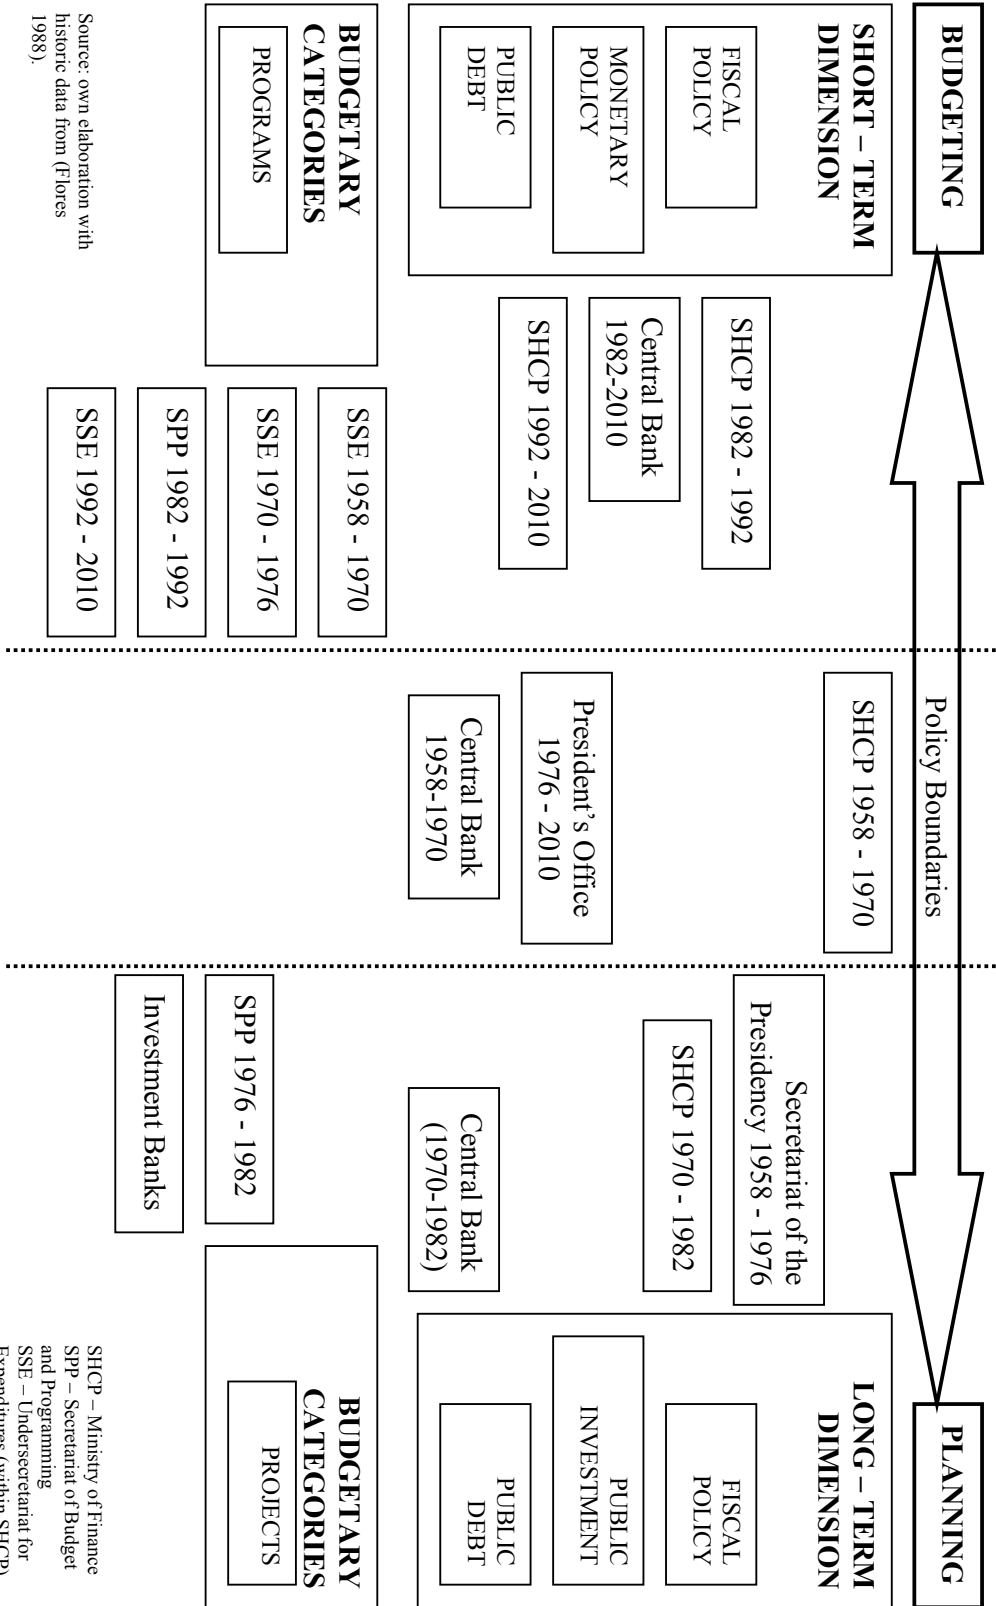 BUDGETING
Policy Boundaries
PLANNING
SHORT – TERM
DIMENSION
FISCAL
POLICY
MONETARY
POLICY
PUBLIC
DEBT
BUDGETARY
CATEGORIES
PROGRAMS
SHCP 1982 - 1992
Central Bank
1982-2010
SHCP 1992 - 2010
SSE 1958 - 1970
SSE 1970 - 1976
SPP 1982 - 1992
SSE 1992 - 2010
SHCP 1958 - 1970
President’s Office
1976 - 2010
Central Bank
1958-1970
Secretariat of the
Presidency 1958 - 1976
SHCP 1970 - 1982
Central Bank
(1970-1982)
SPP 1976 - 1982
Investment Banks
LONG – TERM
DIMENSION
FISCAL
POLICY
PUBLIC
INVESTMENT
PUBLIC
DEBT
BUDGETARY
CATEGORIES
PROJECTS
Source: own elaboration with
historic data from (Flores
1988).
SHCP – Ministry of Finance
SPP – Secretariat of Budget
and Programming
SSE – Undersecretariat for
Expenditures (within SHCP)